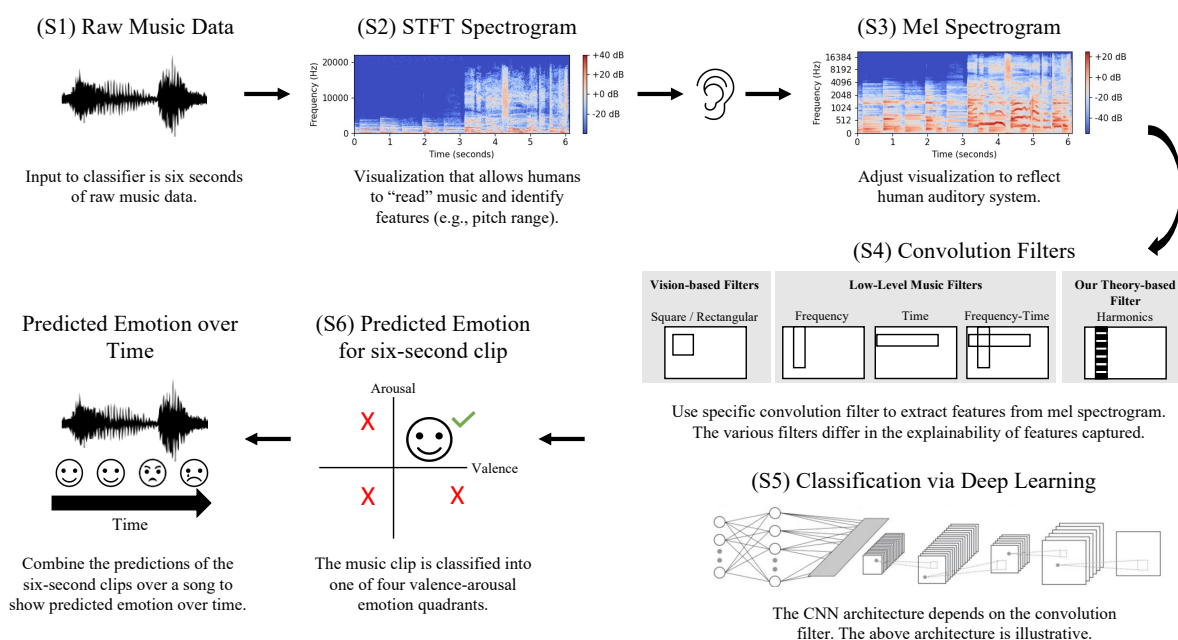 (S1) Raw Music Data
Input to classifier is six seconds
of raw music data.
(S2) STFT Spectrogram
Frequency (Hz)
20000
10000
0
0 1 2 3 4 5 6
Time (seconds)
+40 dB
+20 dB
0 dB
-20 dB
Visualization that allows humans
to “read” music and identify
features (e.g., pitch range).
(S3) Mel Spectrogram
Frequency (Hz)
16384
8192
4096
2048
1024
512
0
0 1 2 3 4 5 6
Time (seconds)
+20 dB
+0 dB
-20 dB
-40 dB
Adjust visualization to reflect
human auditory system.
(S4) Convolution Filters
Vision-based Filters
Square / Rectangular
Low-Level Music Filters
Frequency
Time
Frequency-Time
Our Theory-based
Filter
Harmonics
Use specific convolution filter to extract features from mel spectrogram.
The various filters differ in the explainability of features captured.
(S5) Classification via Deep Learning
The CNN architecture depends on the convolution
filter. The above architecture is illustrative.
(S6) Predicted Emotion
for six-second clip
Arousal
X
Valence
X
X
The music clip is classified into
one of four valence-arousal
emotion quadrants.
Predicted Emotion over
Time
Time
Combine the predictions of the
six-second clips over a song to
show predicted emotion over time.